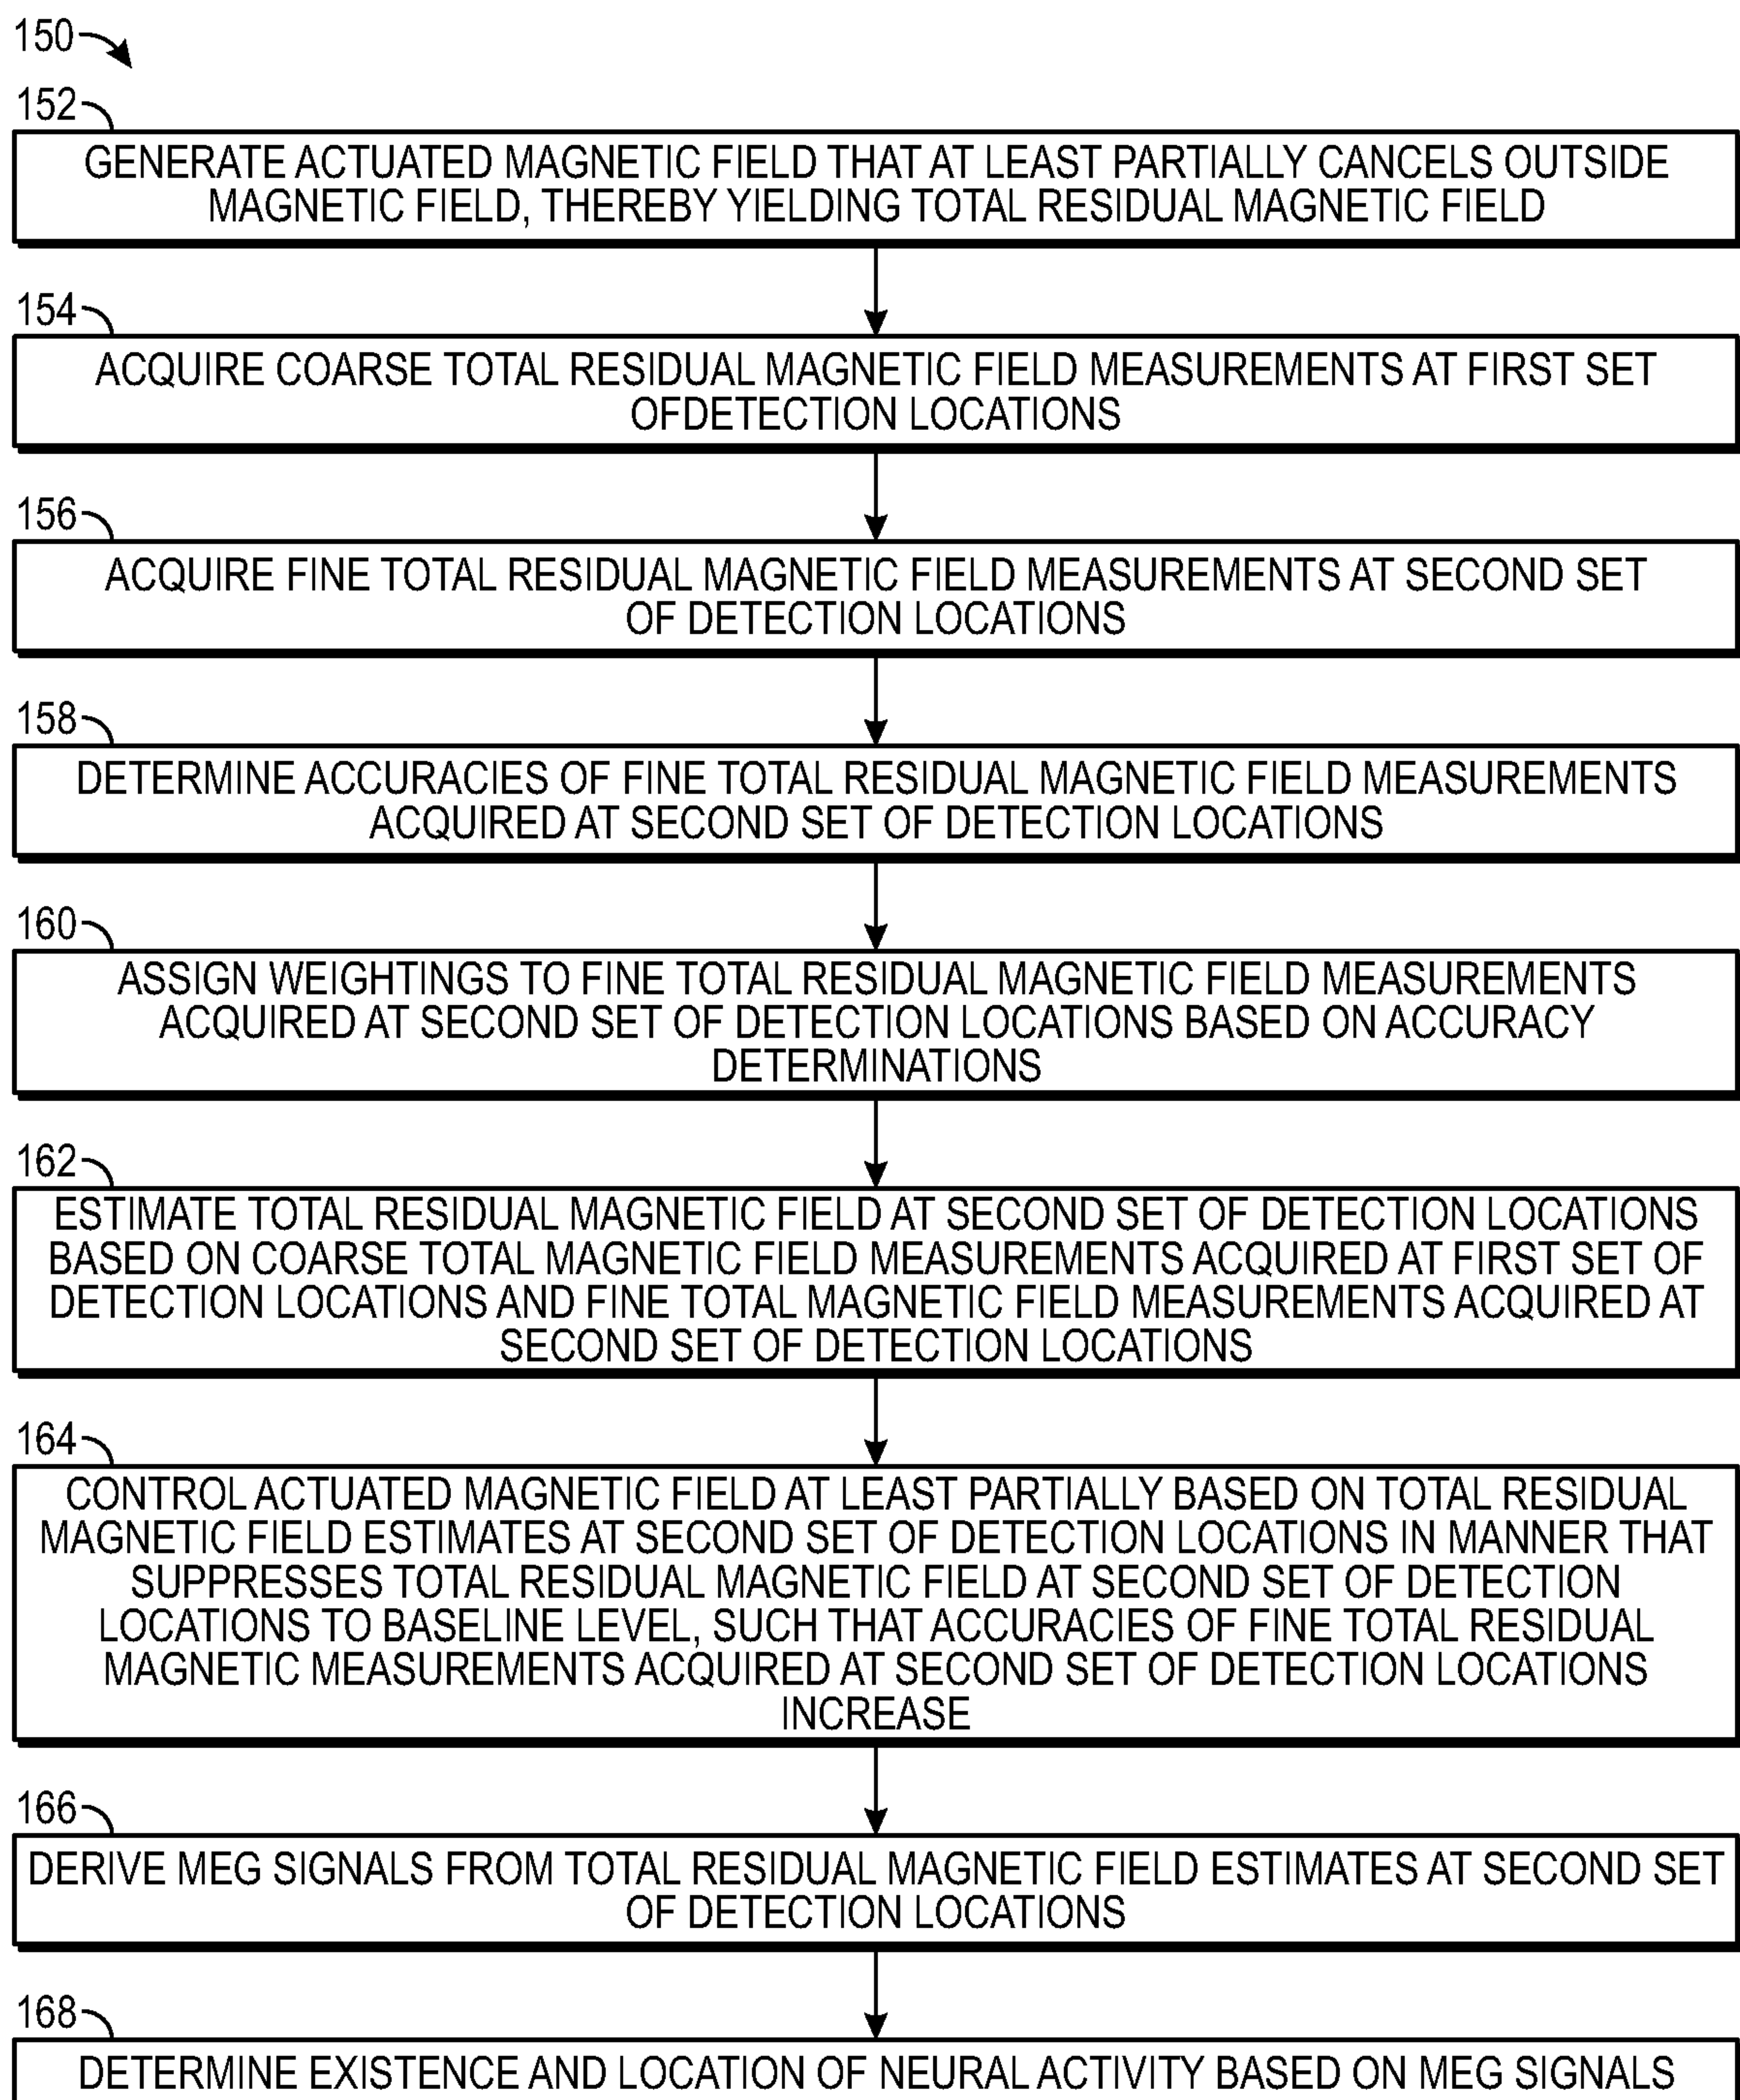 150
152
GENERATE ACTUATED MAGNETIC FIELD THAT AT LEAST PARTIALLY CANCELS OUTSIDE
MAGNETIC FIELD, THEREBY YIELDING TOTAL RESIDUAL MAGNETIC FIELD
154
ACQUIRE COARSE TOTAL RESIDUAL MAGNETIC FIELD MEASUREMENTS AT FIRST SET
OFDETECTION LOCATIONS
156
ACQUIRE FINE TOTAL RESIDUAL MAGNETIC FIELD MEASUREMENTS AT SECOND SET
OF DETECTION LOCATIONS
158
DETERMINE ACCURACIES OF FINE TOTAL RESIDUAL MAGNETIC FIELD MEASUREMENTS
ACQUIRED AT SECOND SET OF DETECTION LOCATIONS
160
ASSIGN WEIGHTINGS TO FINE TOTAL RESIDUAL MAGNETIC FIELD MEASUREMENTS
ACQUIRED AT SECOND SET OF DETECTION LOCATIONS BASED ON ACCURACY
DETERMINATIONS
162
ESTIMATE TOTAL RESIDUAL MAGNETIC FIELD AT SECOND SET OF DETECTION LOCATIONS
BASED ON COARSE TOTAL MAGNETIC FIELD MEASUREMENTS ACQUIRED AT FIRST SET OF
DETECTION LOCATIONS AND FINE TOTAL MAGNETIC FIELD MEASUREMENTS ACQUIRED AT
SECOND SET OF DETECTION LOCATIONS
164
CONTROL ACTUATED MAGNETIC FIELD AT LEAST PARTIALLY BASED ON TOTAL RESIDUAL
MAGNETIC FIELD ESTIMATES AT SECOND SET OF DETECTION LOCATIONS IN MANNER THAT
SUPPRESSES TOTAL RESIDUAL MAGNETIC FIELD AT SECOND SET OF DETECTION
LOCATIONS TO BASELINE LEVEL, SUCH THAT ACCURACIES OF FINE TOTAL RESIDUAL
MAGNETIC MEASUREMENTS ACQUIRED AT SECOND SET OF DETECTION LOCATIONS
INCREASE
166
DERIVE MEG SIGNALS FROM TOTAL RESIDUAL MAGNETIC FIELD ESTIMATES AT SECOND SET
OF DETECTION LOCATIONS
168
DETERMINE EXISTENCE AND LOCATION OF NEURAL ACTIVITY BASED ON MEG SIGNALS